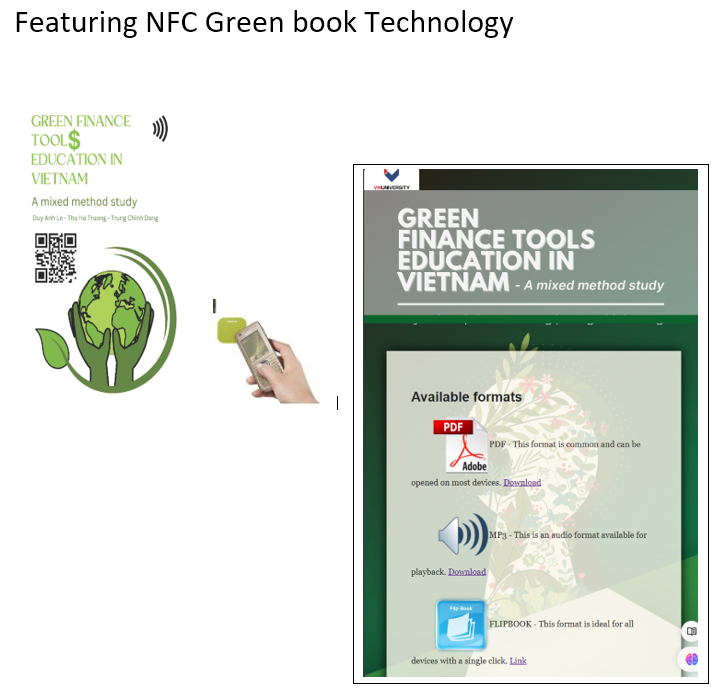 Featuring NFC Green book Technology
GREEN FINANCE
TOOL$
EDUCATION IN
VIETNAM
A mixed method study
Duy Anh Le - Thu Ha Truong - Trung Chinh Dang
VINUNIVERSITY
GREEN
FINANCE TOOLS
EDUCATION IN
VIETNAM - A mixed method study
Available formats
PDF
Adobe
PDF - This format is common and can be
opened on most devices. Download
MP3 - This is an audio format available for
playback. Download
Flip Book
FLIPBOOK - This format is ideal for all
devices with a single click. Link